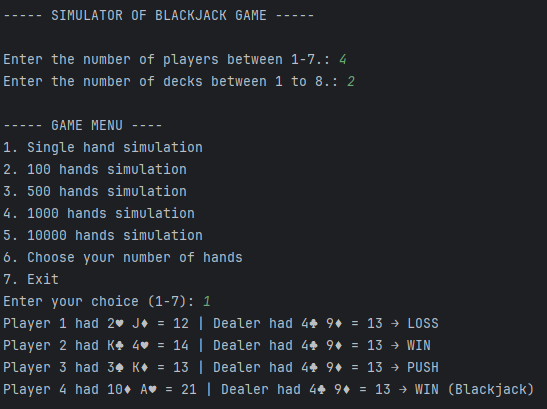 ----- SIMULATOR OF BLACKJACK GAME -----
Enter the number of players between 1-7.: 4
Enter the number of decks between 1 to 8.: 2
----- GAME MENU ----
1. Single hand simulation
2. 100 hands simulation
3. 500 hands simulation
4. 1000 hands simulation
5. 10000 hands simulation
6. Choose your number of hands
7. Exit
Enter your choice (1-7): 1
Player 1 had 2♥ J♦ = 12 | Dealer had 4♣ 9♦ = 13 → LOSS
Player 2 had K♣ 4♥ = 14 | Dealer had 4♣ 9♦ = 13 → WIN
Player 3 had 3♠ K♦ = 13 | Dealer had 4♣ 9♦ = 13 → PUSH
Player 4 had 10♦ A♥ = 21 | Dealer had 4♣ 9♦ = 13 → WIN (Blackjack)